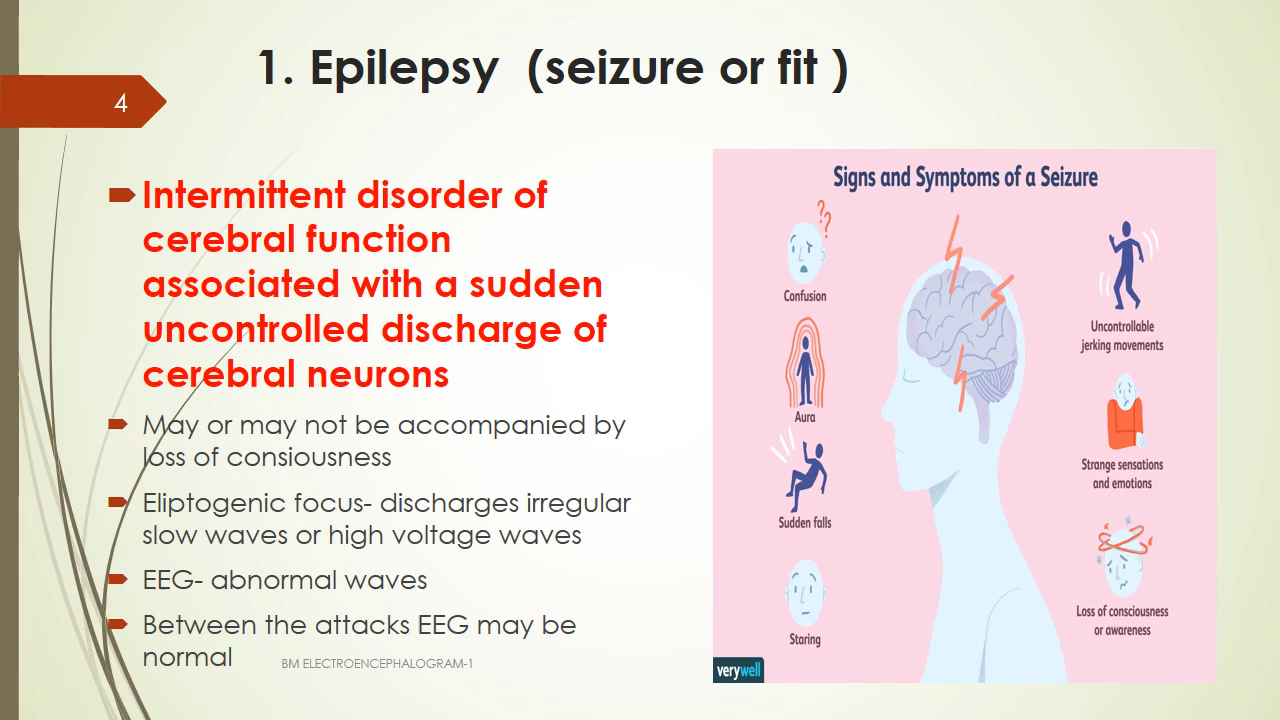 1. Epilepsy (seizure or fit )
4
Intermittent disorder of
cerebral function
associated with a sudden
uncontrolled discharge of
cerebral neurons
May or may not be accompanied by
loss of consiousness
Eliptogenic focus- discharges irregular
slow waves or high voltage waves
EEG- abnormal waves
Between the attacks EEG may be
normal
BM ELECTROENCEPHALOGRAM-1
Signs and Symptoms of a Seizure
??
Confusion
Aura
Sudden falls
Staring
Uncontrollable
jerking movements
Strange sensations
and emotions
Loss of consciousness
or awareness
verywell